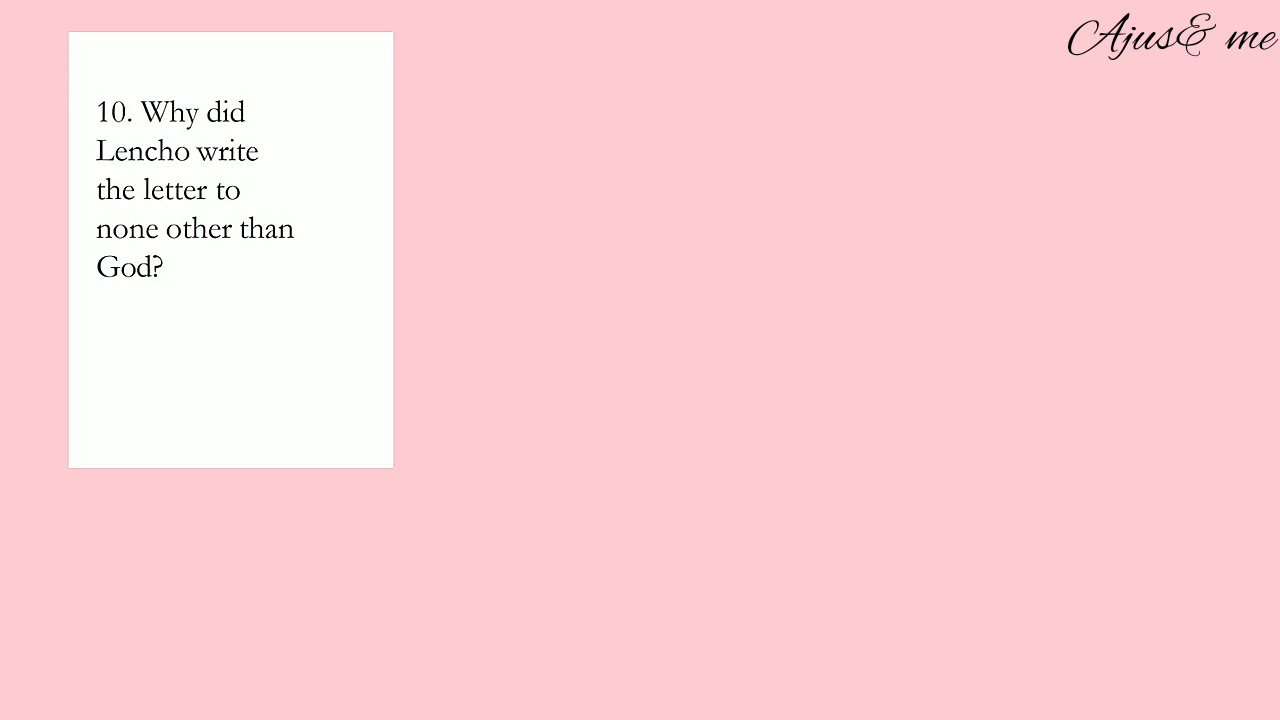 Ajus& me
10. Why did
Lencho write
the letter to
none other than
God?